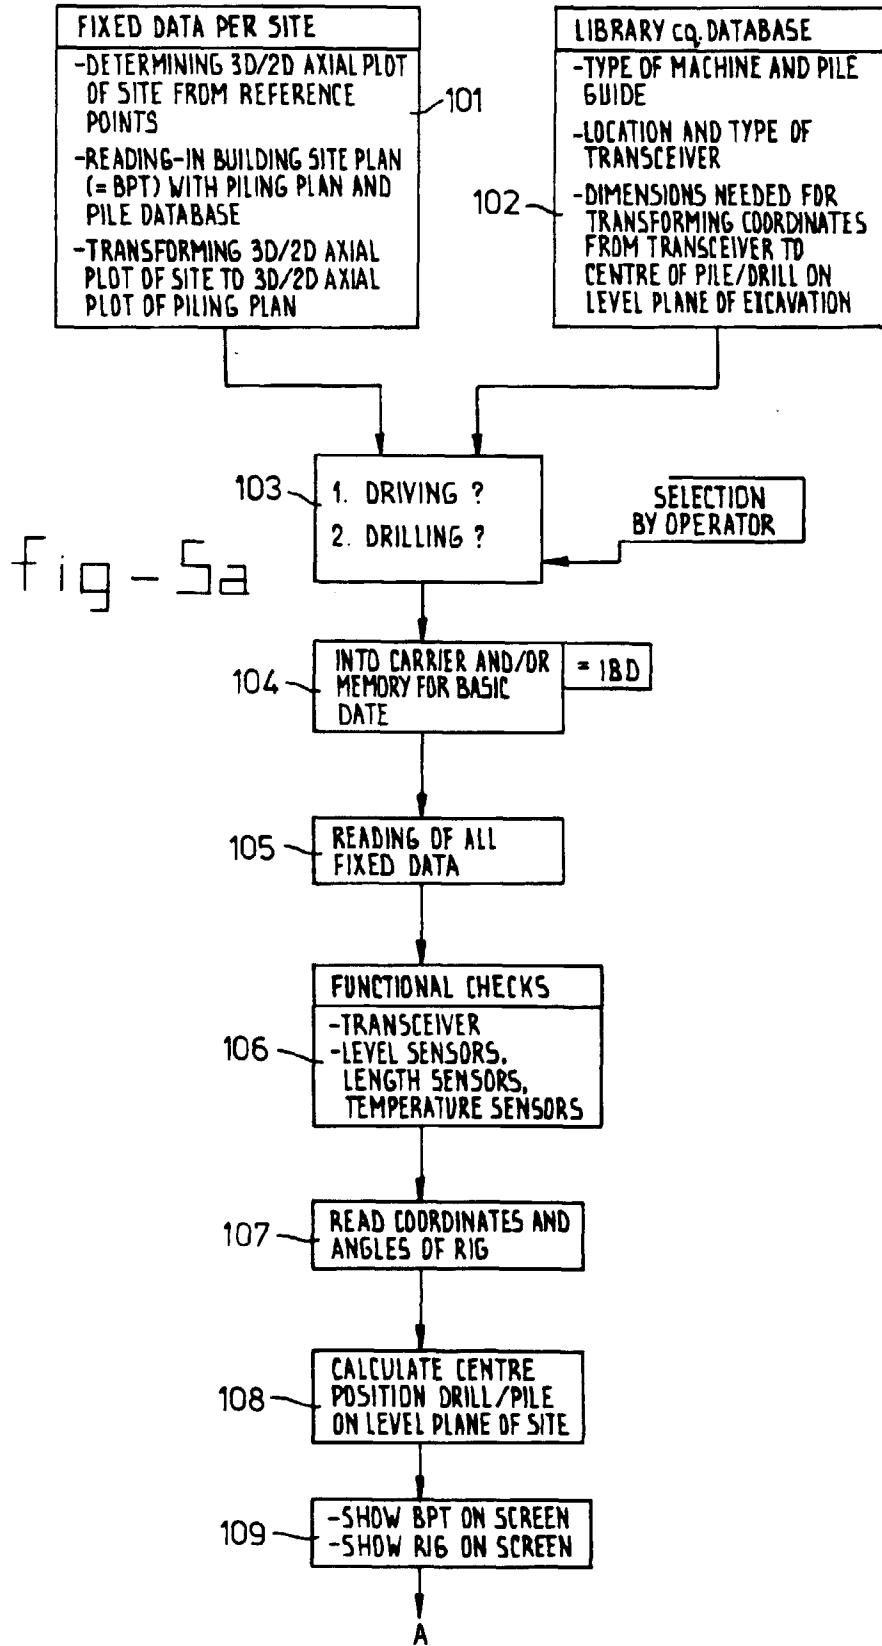 FIXED DATA PER SITE
-DETERMINING 3D/2D AXIAL PLOT
OF SITE FROM REFERENCE
POINTS
-READING-IN BUILDING SITE PLAN
(= BPT) WITH PILING PLAN AND
PILE DATABASE
-TRANSFORMING 3D/2D AXIAL
PLOT OF SITE TO 3D/2D AXIAL
PLOT OF PILING PLAN
101
LIBRARY cq. DATABASE
-TYPE OF MACHINE AND PILE
GUIDE
-LOCATION AND TYPE OF
TRANSCEIVER
-DIMENSIONS NEEDED FOR
TRANSFORMING COORDINATES
FROM TRANSCEIVER TO
CENTRE OF PILE/DRILL ON
LEVEL PLANE OF EXCAVATION
102
103
1. DRIVING ?
2. DRILLING ?
SELECTION
BY OPERATOR
fig-5a
104
INTO CARRIER AND/OR
MEMORY FOR BASIC
DATE
= IBD
105
READING OF ALL
FIXED DATA
106
FUNCTIONAL CHECKS
-TRANSCEIVER
-LEVEL SENSORS,
LENGTH SENSORS,
TEMPERATURE SENSORS
107
READ COORDINATES AND
ANGLES OF RIG
108
CALCULATE CENTRE
POSITION DRILL/PILE
ON LEVEL PLANE OF SITE
109
-SHOW BPT ON SCREEN
-SHOW RIG ON SCREEN
A